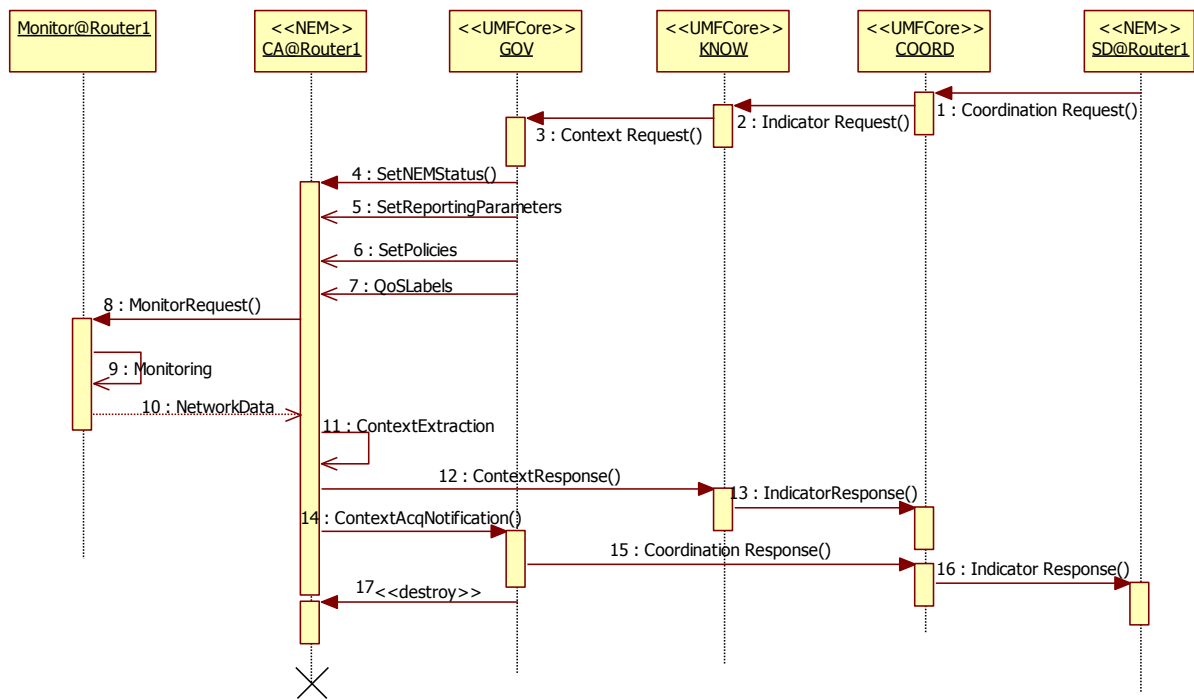 Monitor@Router1
<<NEM>>
CA@Router1
<<UMFCore>>
GOV
<<UMFCore>>
KNOW
<<UMFCore>>
COORD
<<NEM>>
SD@Router1
1 : Coordination Request()
2 : Indicator Request()
3 : Context Request()
4 : SetNEMStatus()
5 : SetReportingParameters
6 : SetPolicies
7 : QoSLabels
8 : MonitorRequest()
9 : Monitoring
10 : NetworkData
11 : ContextExtraction
12 : ContextResponse()
13 : IndicatorResponse()
14 : ContextAcqNotification()
15 : Coordination Response()
16 : Indicator Response()
17 <<destroy>>